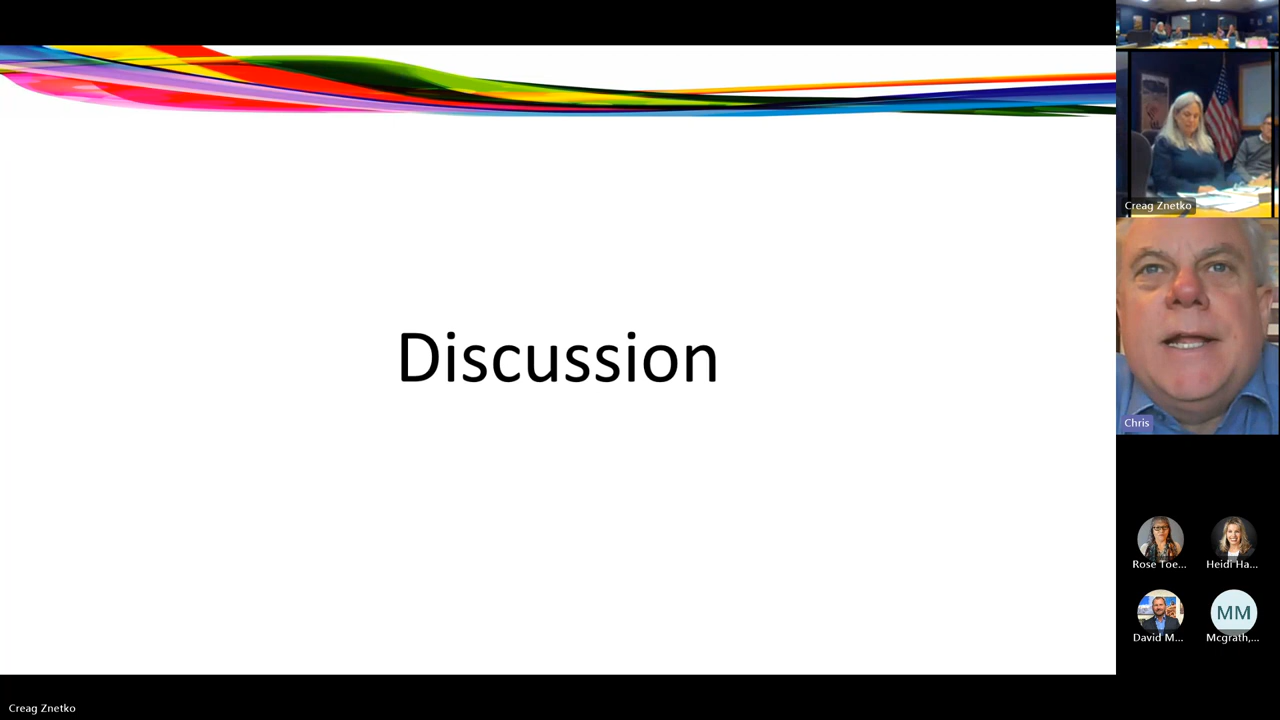 Discussion
Creag Znetko
Chris
Rose Toe...
Heidi Ha...
David M...
MM
Mcgrath,...
Creag Znetko